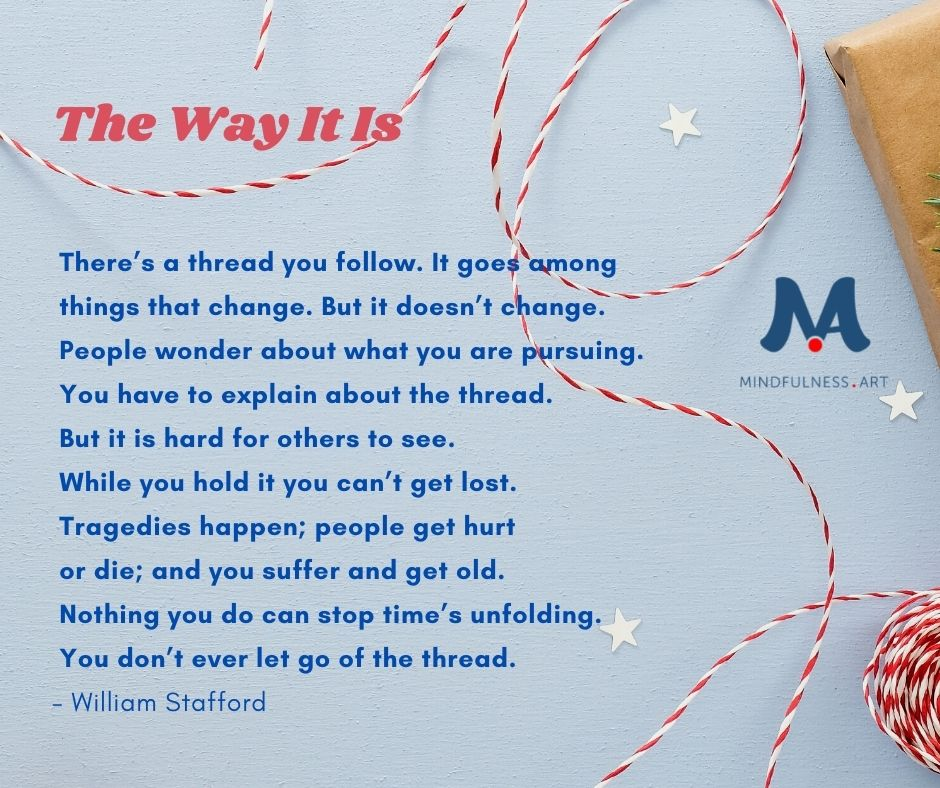 The Way It Is
There’s a thread you follow. It goes among
things that change. But it doesn’t change.
People wonder about what you are pursuing.
You have to explain about the thread.
But it is hard for others to see.
While you hold it you can’t get lost.
Tragedies happen; people get hurt
or die; and you suffer and get old.
Nothing you do can stop time’s unfolding.
You don’t ever let go of the thread.
– William Stafford
MA
MINDFULNESS.ART